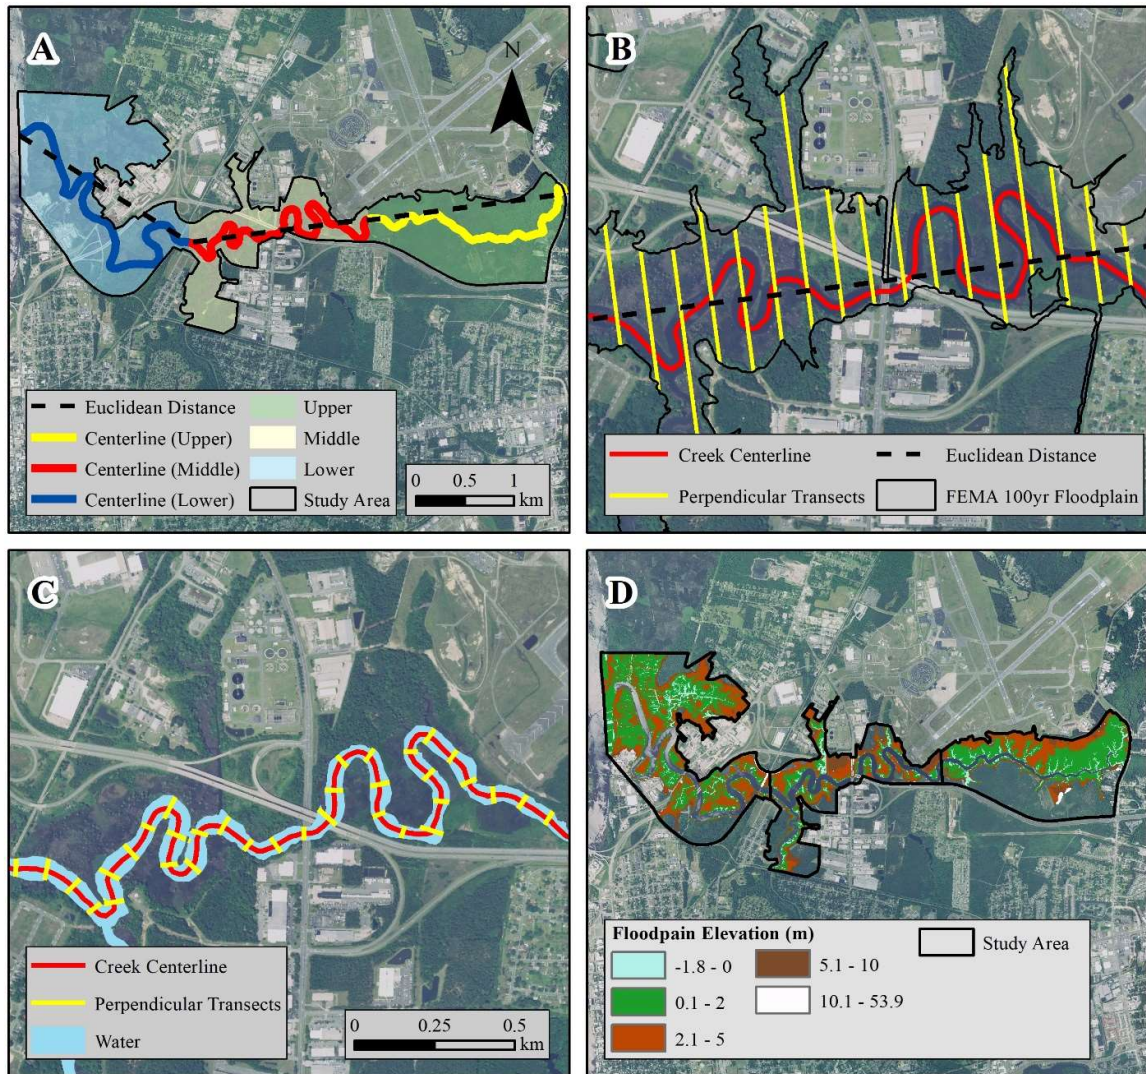 A
N
Euclidean Distance
Centerline (Upper)
Centerline (Middle)
Centerline (Lower)
Upper
Middle
Lower
Study Area
0 0.5 1
km
B
Creek Centerline
Euclidean Distance
Perpendicular Transects
FEMA 100yr Floodplain
C
Creek Centerline
Perpendicular Transects
Water
0 0.25 0.5
km
D
Floodpain Elevation (m)
-1.8 - 0
0.1 - 2
2.1 - 5
5.1 - 10
10.1 - 53.9
Study Area